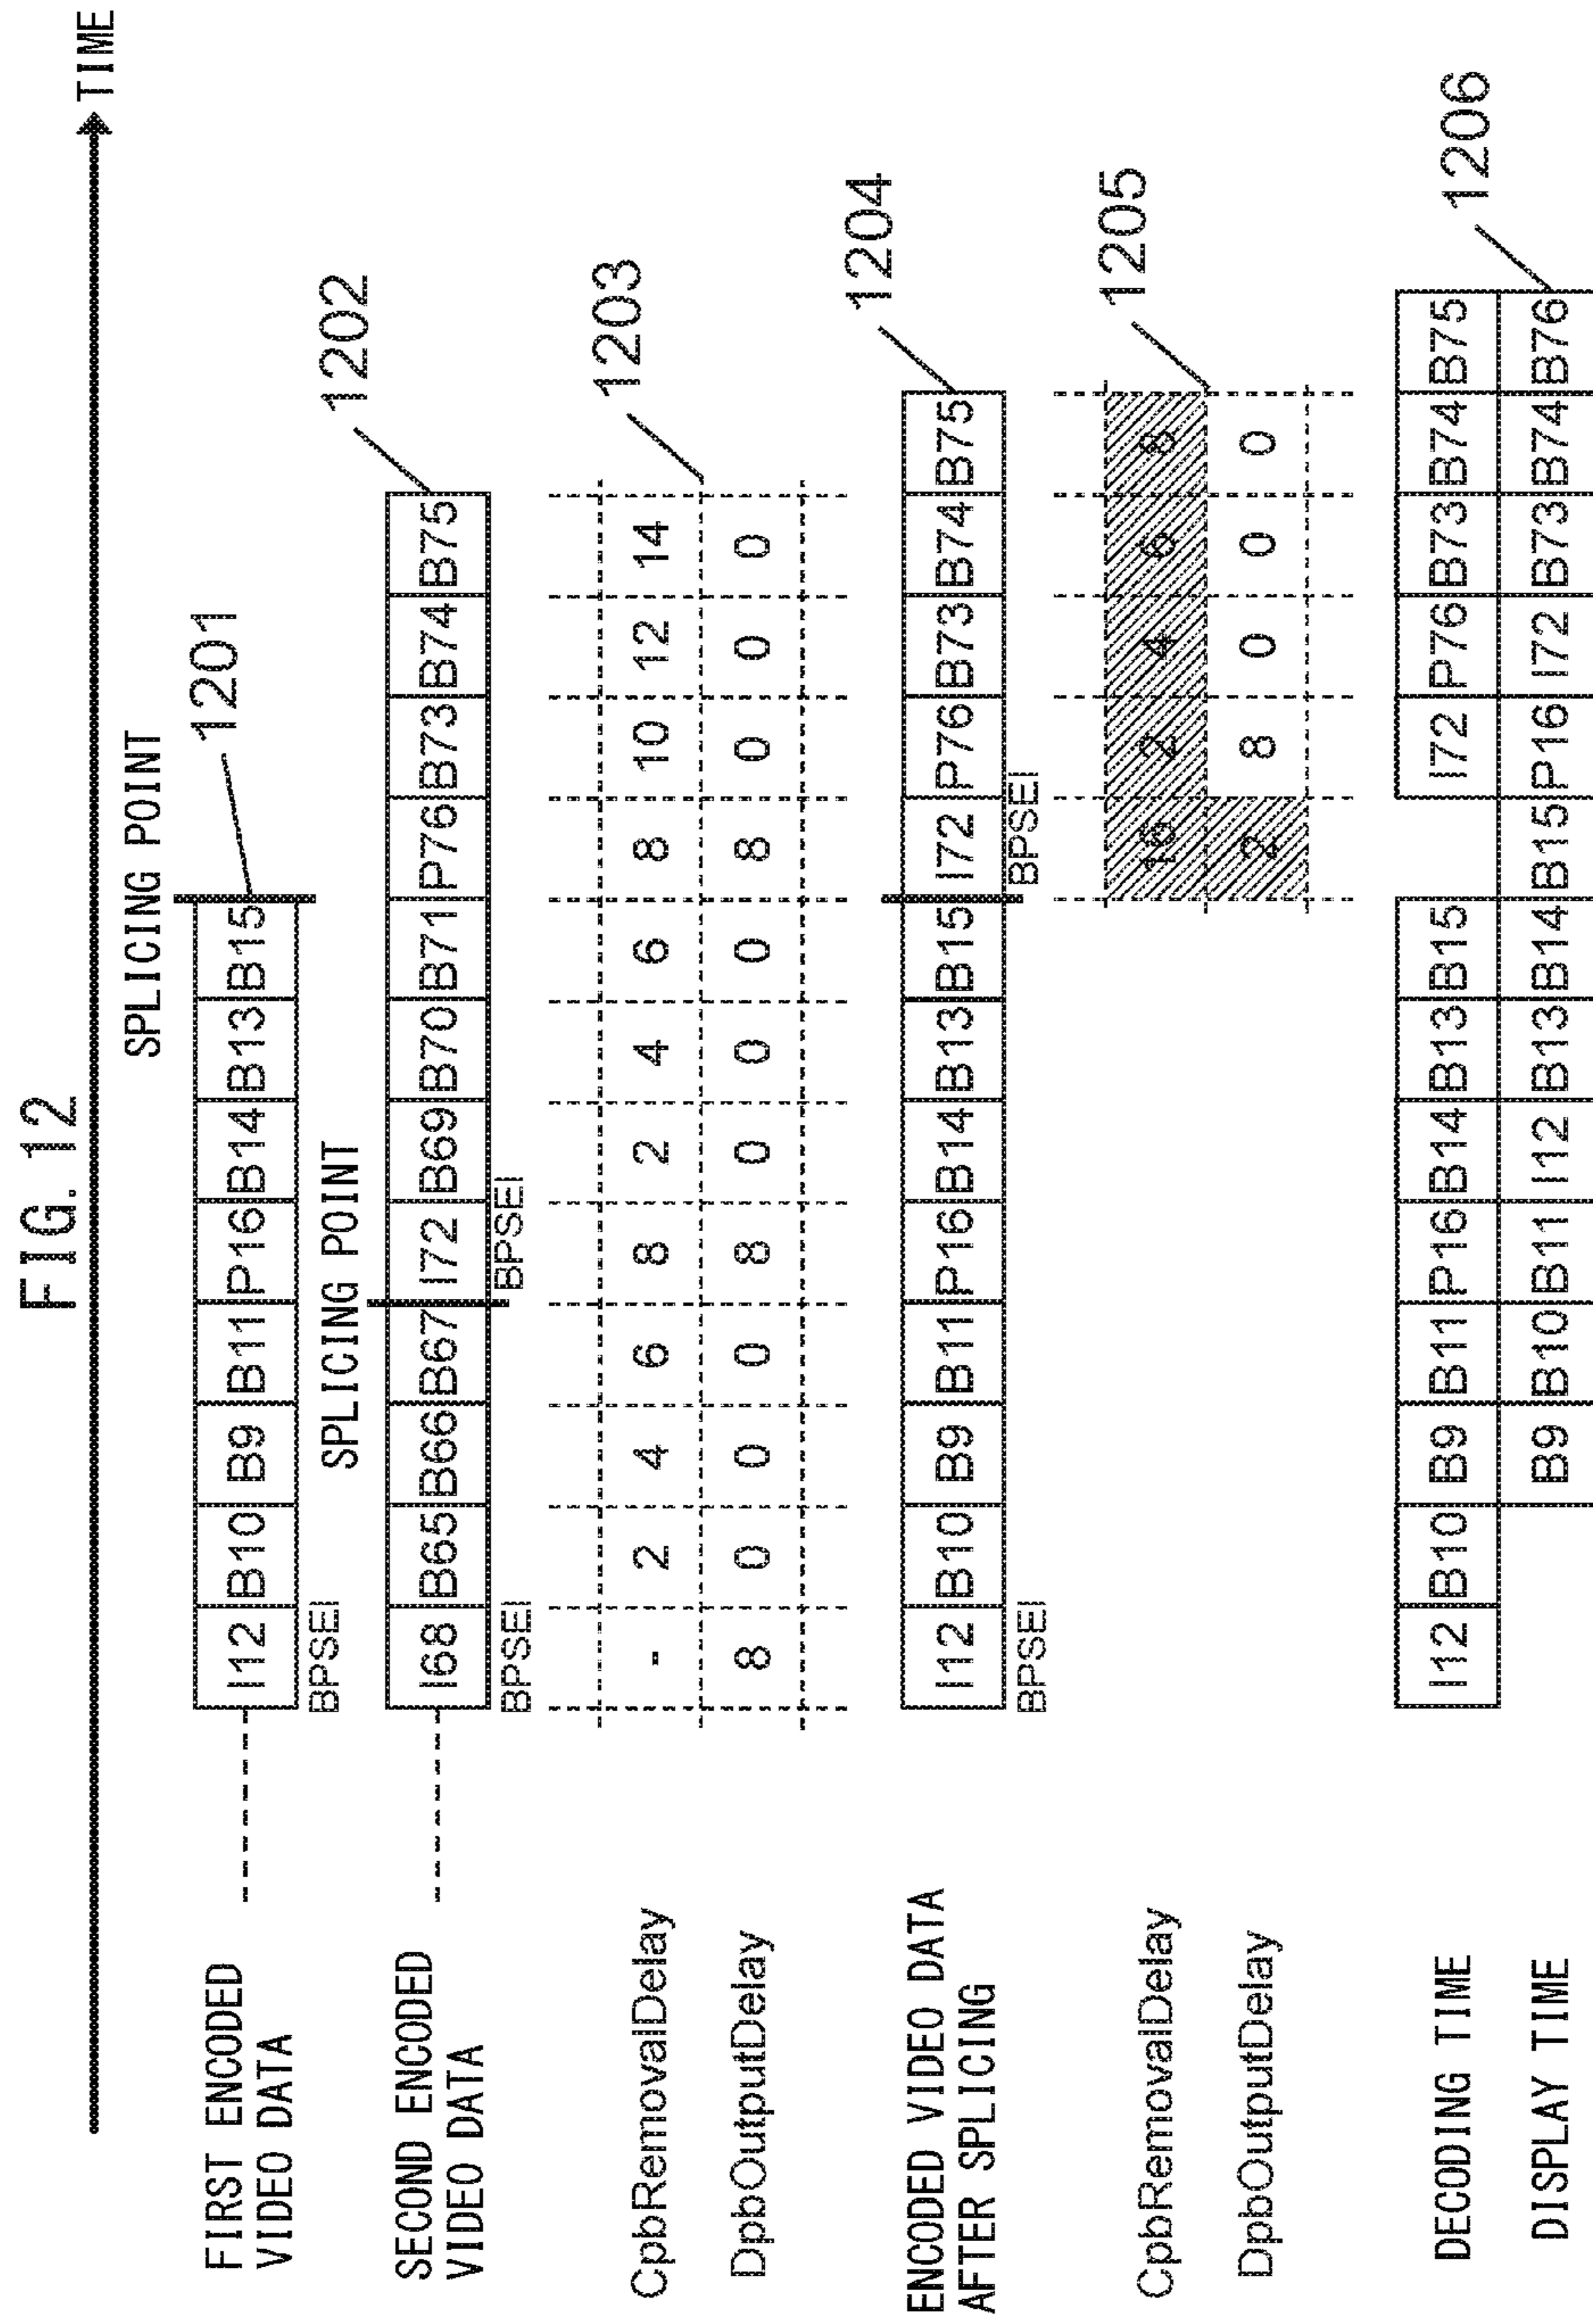 FIG. 12
TIME
SPLICING POINT
1201
FIRST ENCODED
VIDEO DATA
I12 B10 B9 B11 P16 B14 B13 B15
BPSEI
SPLICING POINT
1202
SECOND ENCODED
VIDEO DATA
I68 B65 B66 B67 I72 B69 B70 B71 P76 B73 B74 B75
BPSEI BPSEI
1203
CpbRemovalDelay
- 2 4 6 8 2 4 6 8 10 12 14
DpbOutputDelay
8 0 0 0 8 0 0 0 8 0 0 0
1204
ENCODED VIDEO DATA
AFTER SPLICING
I12 B10 B9 B11 P16 B14 B13 B15 I72 P76 B73 B74 B75
BPSEI BPSEI
1205
CpbRemovalDelay
16 2 4 6 8
DpbOutputDelay
2 8 0 0 0
1206
DECODING TIME
I12 B10 B9 B11 P16 B14 B13 B15 I72 P76 B73 B74 B75
DISPLAY TIME
B9 B10 B11 I12 B13 B14 B15 P16 I72 B73 B74 B76